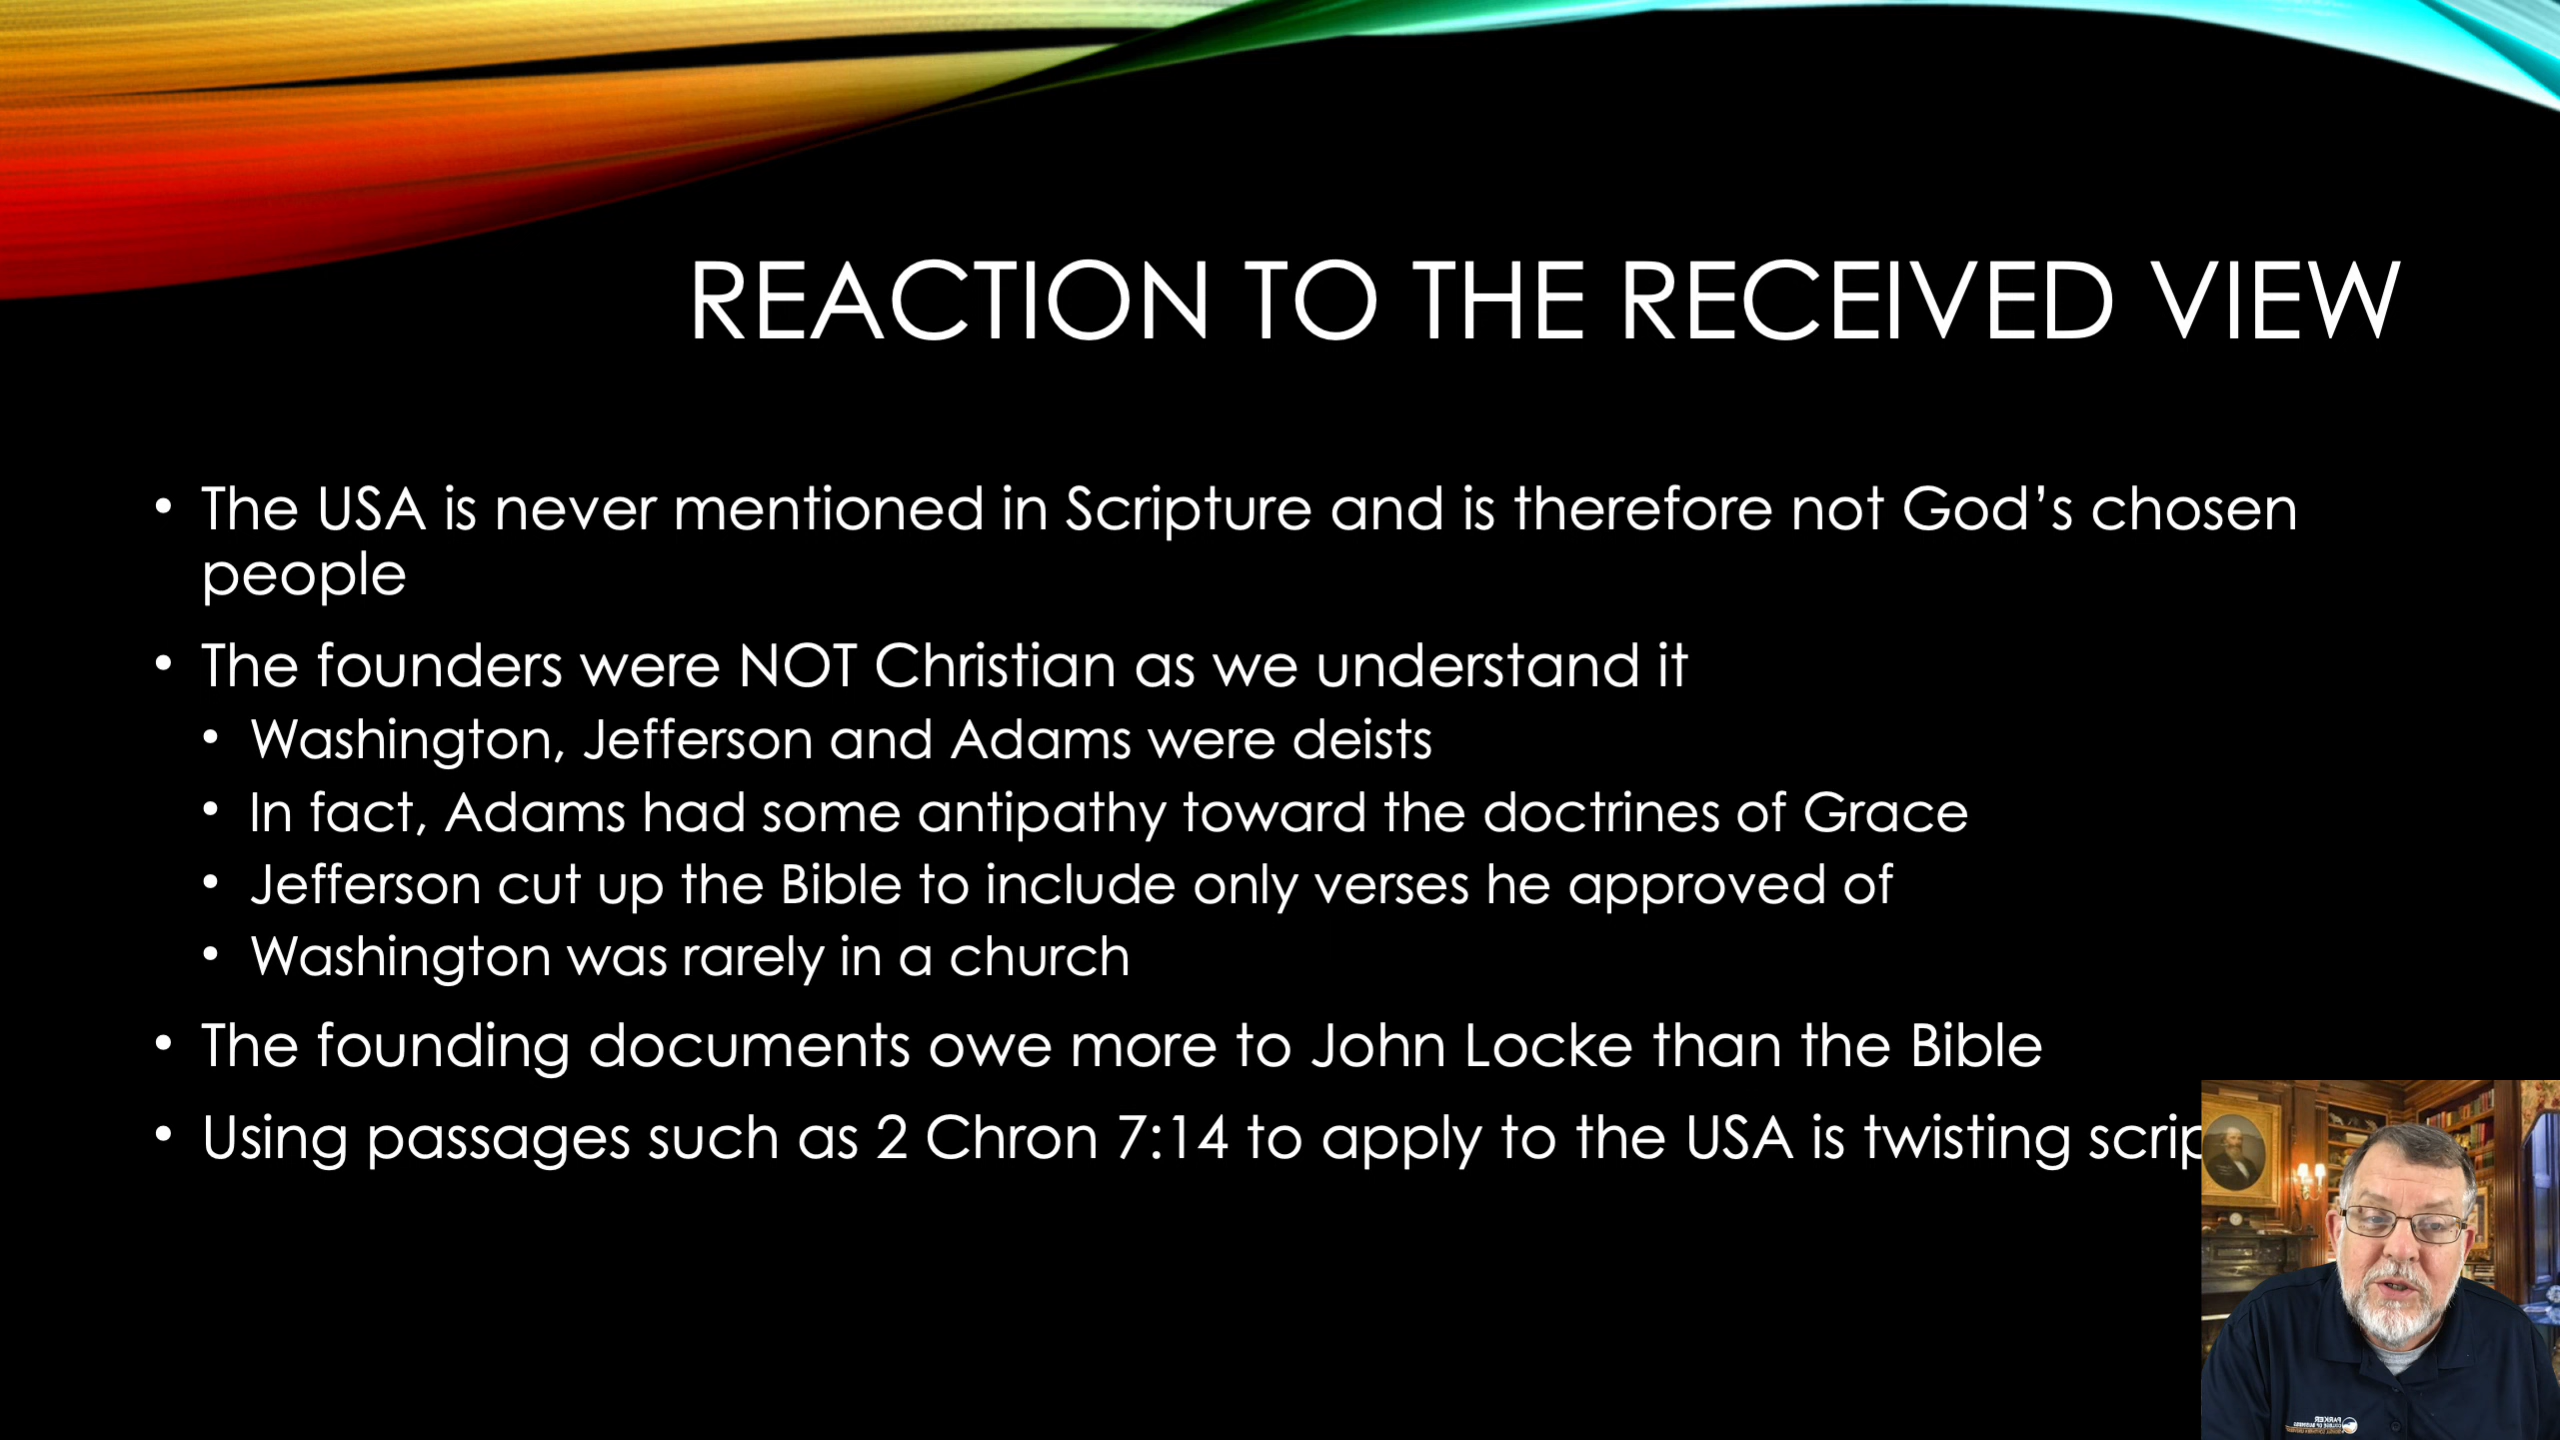 REACTION TO THE RECEIVED VIEW
• The USA is never mentioned in Scripture and is therefore not God’s chosen
people
• The founders were NOT Christian as we understand it
• Washington, Jefferson and Adams were deists
• In fact, Adams had some antipathy toward the doctrines of Grace
• Jefferson cut up the Bible to include only verses he approved of
• Washington was rarely in a church
• The founding documents owe more to John Locke than the Bible
• Using passages such as 2 Chron 7:14 to apply to the USA is twisting
PARKER
COLLEGE OF BUSINESS